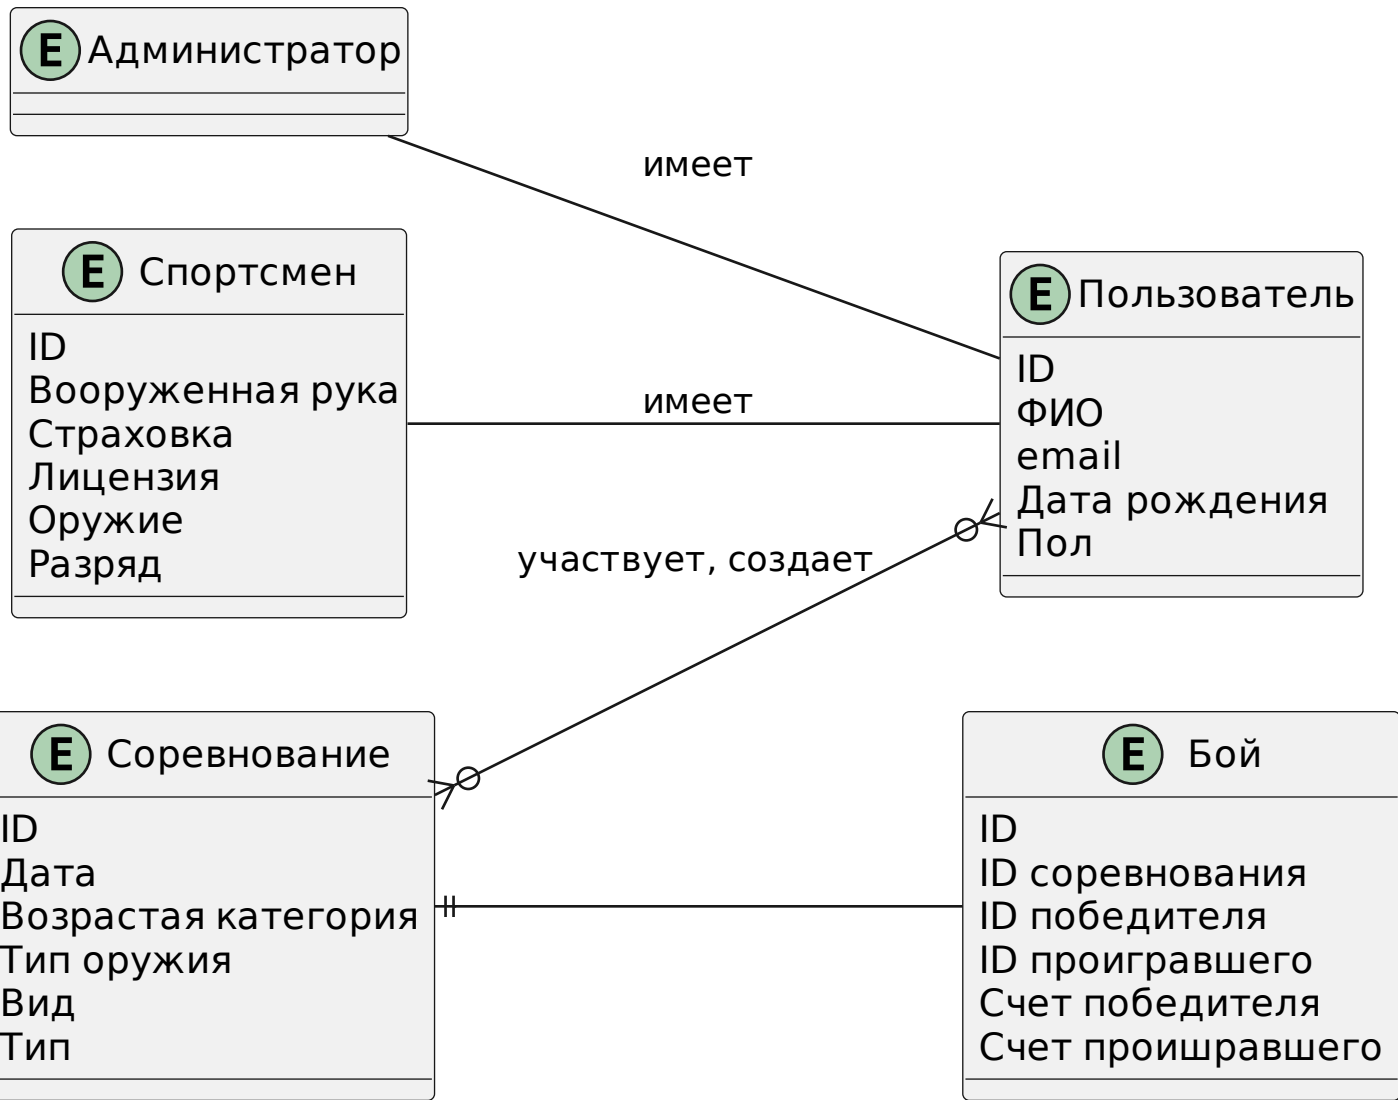 E Администратор
имеет
E Спортсмен
ID
Вооруженная рука
Страховка
Лицензия
Оружие
Разряд
имеет
E Пользователь
ID
ФИО
email
Дата рождения
Пол
участвует, создает
E Соревнование
ID
Дата
Возрастая категория
Тип оружия
Вид
Тип
E Бой
ID
ID соревнования
ID победителя
ID проигравшего
Счет победителя
Счет проишравшего